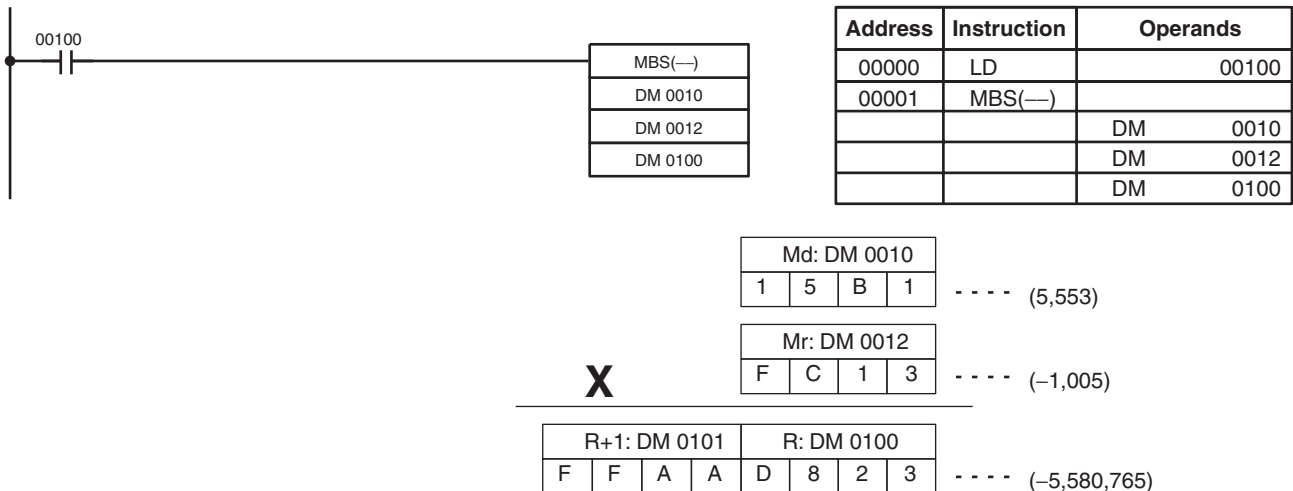 00100
MBS(––)
DM 0010
DM 0012
DM 0100
Address Instruction Operands
00000 LD 00100
00001 MBS(––)
DM 0010
DM 0012
DM 0100
Md: DM 0010
1 5 B 1 - - - - (5,553)
Mr: DM 0012
X F C 1 3 - - - - (–1,005)
R+1: DM 0101 R: DM 0100
F F A A D 8 2 3 - - - - (–5,580,765)